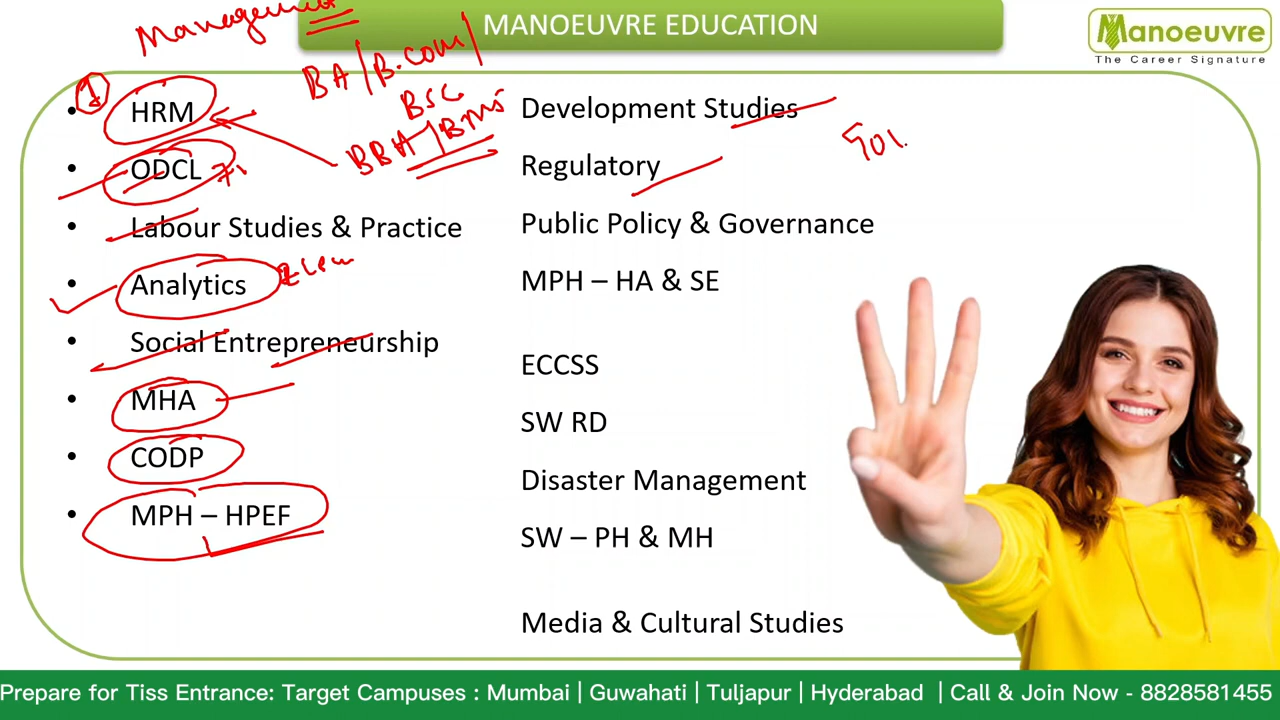 Management
MANOEUVRE EDUCATION
Manoeuvre
The Career Signature
1
BA / B.COM /
BSC
BBA / BMS
• HRM
• ODCL
• Labour Studies & Practice
• Analytics
• Social Entrepreneurship
• MHA
• CODP
• MPH – HPEF
Development Studies
Regulatory
Public Policy & Governance
MPH – HA & SE
ECCSS
SW RD
Disaster Management
SW – PH & MH
Media & Cultural Studies
Prepare for Tiss Entrance: Target Campuses : Mumbai | Guwahati | Tuljapur | Hyderabad | Call & Join Now - 8828581455